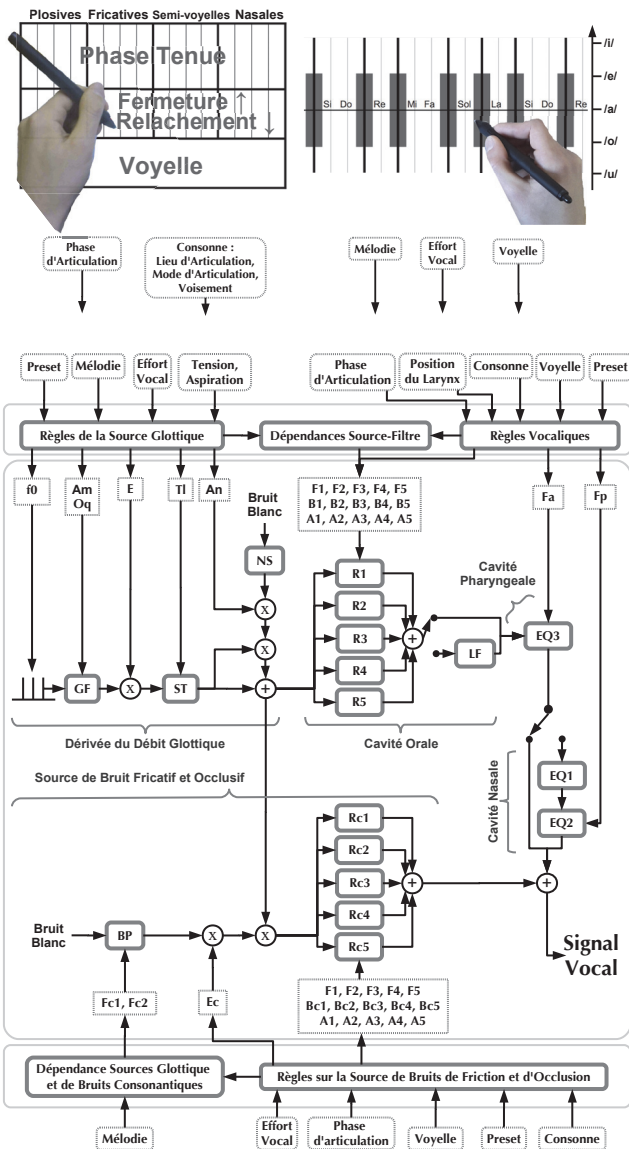 Plosives Fricatives Semi-voyelles Nasales
Phase Tenue
Fermeture ↑
Relachement ↓
Voyelle
/i/
/e/
/a/
/o/
/u/
Si Do Re Mi Fa Sol La Si Do Re
Phase
d'Articulation
Consonne :
Lieu d'Articulation,
Mode d'Articulation,
Voisement
Mélodie
Effort
Vocal
Voyelle
Preset
Mélodie
Effort
Vocal
Tension,
Aspiration
Phase
d'Articulation
Position
du Larynx
Consonne
Voyelle
Preset
Règles de la Source Glottique
Dépendances Source-Filtre
Règles Vocaliques
f0
Am
Oq
E
Tl
An
Bruit
Blanc
F1, F2, F3, F4, F5
B1, B2, B3, B4, B5
A1, A2, A3, A4, A5
Fa
Fp
NS
x
x
R1
R2
R3
R4
R5
+
LF
Cavité
Pharyngeale
EQ3
GF
x
ST
+
Dérivée du Débit Glottique
Cavité Orale
Source de Bruit Fricatif et Occlusif
Cavité Nasale
EQ1
EQ2
Rc1
Rc2
Rc3
Rc4
Rc5
+
+
Bruit
Blanc
BP
x
x
Signal
Vocal
Fc1, Fc2
Ec
F1, F2, F3, F4, F5
Bc1, Bc2, Bc3, Bc4, Bc5
A1, A2, A3, A4, A5
Dépendance Sources Glottique
et de Bruits Consonantiques
Règles sur la Source de Bruits de Friction et d'Occlusion
Mélodie
Effort
Vocal
Phase
d'articulation
Voyelle
Preset
Consonne